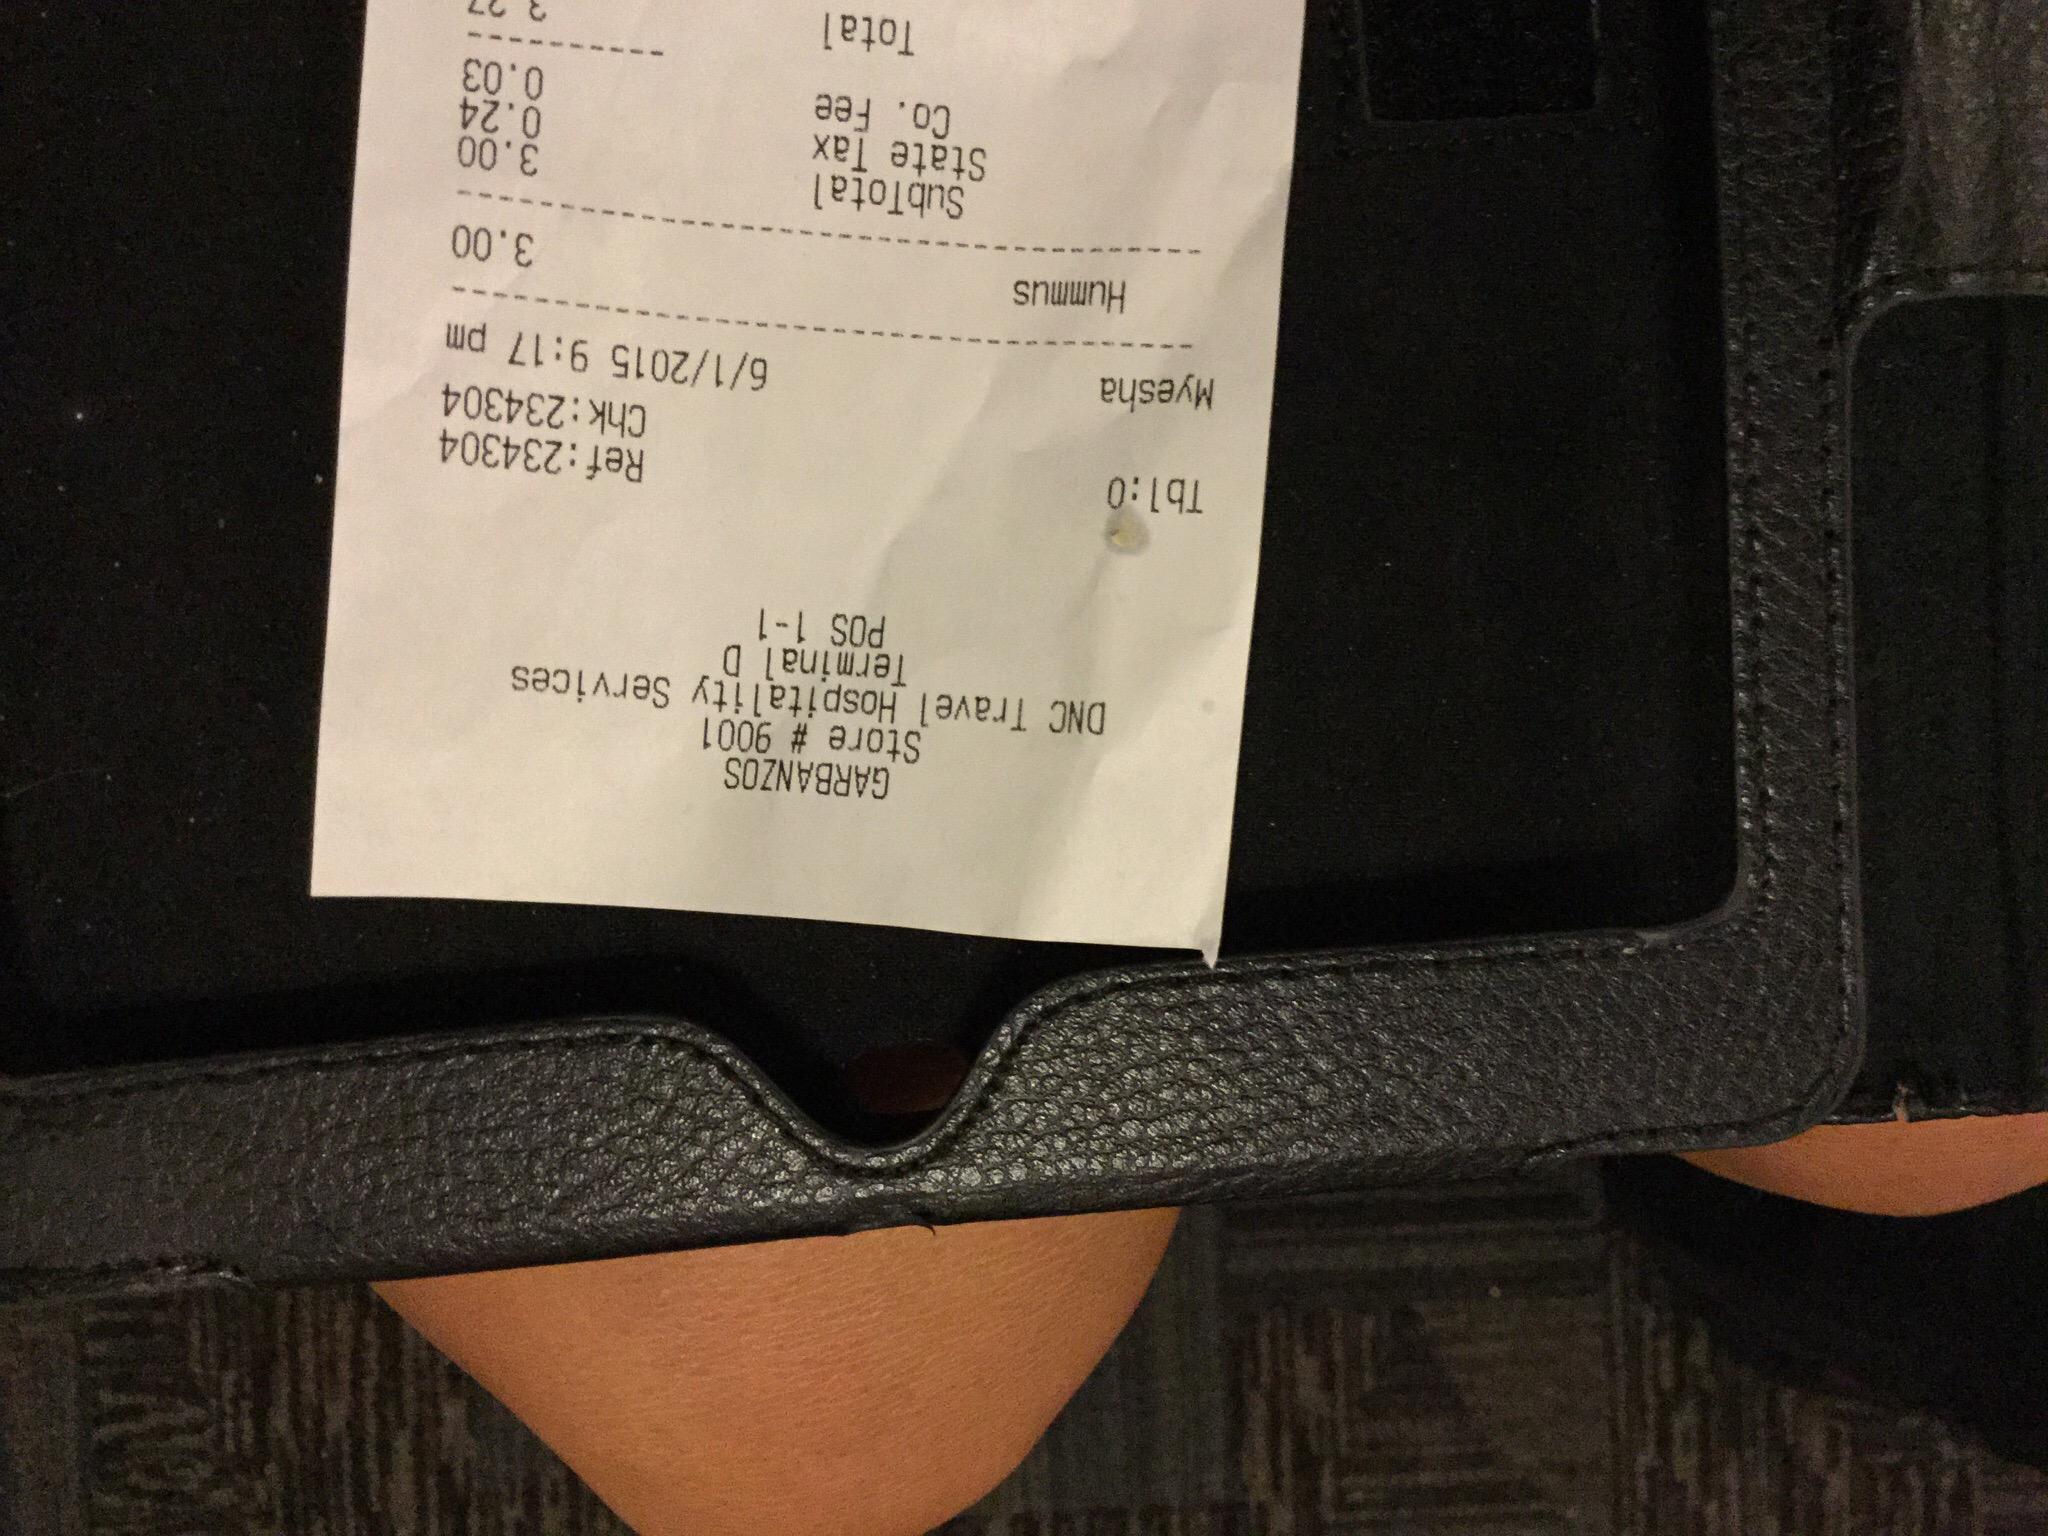 GARBANZOS
Store # 9001
DNC Travel Hospitality Services
Terminal D
POS 1-1
Tbl:0 Ref:234304
Chk:234304
Myesha 6/1/2015 9:17 pm
Hummus 3.00
SubTotal 3.00
State Tax 0.24
Co. Fee 0.03
Total 3.27